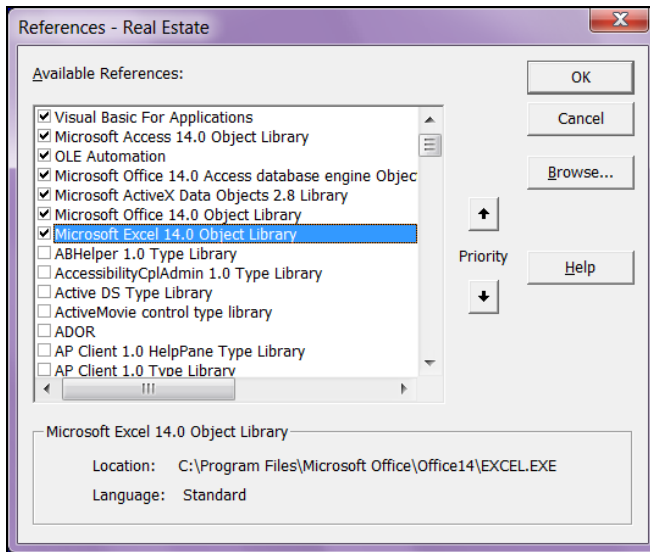 References - Real Estate
Available References:
OK
Visual Basic For Applications
Microsoft Access 14.0 Object Library
OLE Automation
Microsoft Office 14.0 Access database engine Objec
Microsoft ActiveX Data Objects 2.8 Library
Microsoft Office 14.0 Object Library
Microsoft Excel 14.0 Object Library
ABHelper 1.0 Type Library
AccessibilityCplAdmin 1.0 Type Library
Active DS Type Library
ActiveMovie control type library
ADOR
AP Client 1.0 HelpPane Type Library
AP Client 1.0 Type Library
Cancel
Browse...
Priority
Help
Microsoft Excel 14.0 Object Library
Location: C:\Program Files\Microsoft Office\Office14\EXCEL.EXE
Language: Standard